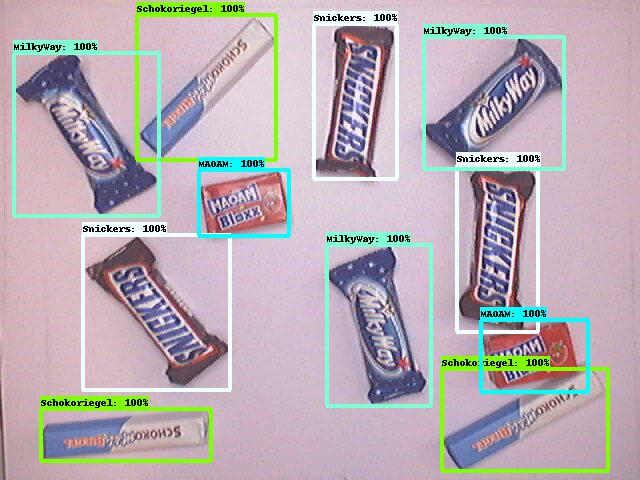 Schokoriegel: 100%
Snickers: 100%
MilkyWay: 100%
MilkyWay: 100%
SCHOKO
MilkyWay
SNICKERS
MilkyWay
Snickers: 100%
MAOAM: 100%
MAOAM
Bloxx
SNICKERS
Snickers: 100%
MilkyWay: 100%
SNICKERS
MilkyWay
MAOAM: 100%
MAOAM
Schokoriegel: 100%
Schokoriegel: 100%
SCHOKO
SCHOKO